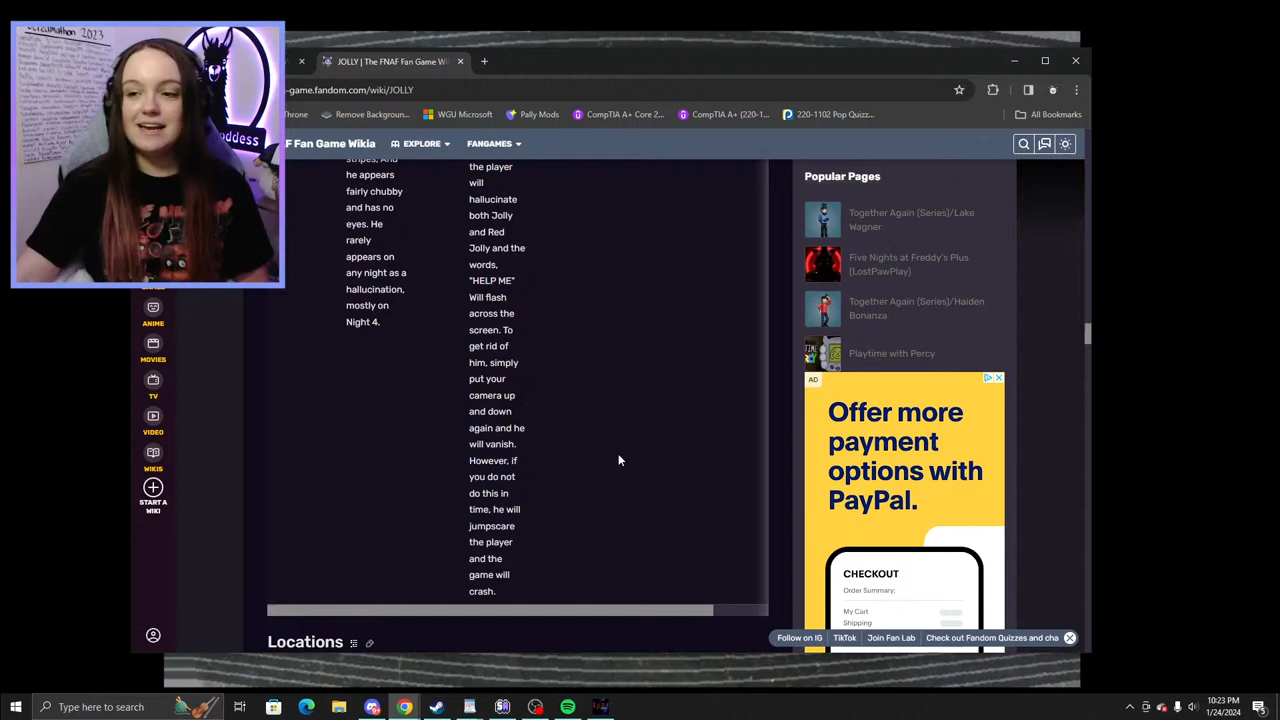 Screamathon 2023
oddess
JOLLY | The FNAF Fan Game Wi
-game.fandom.com/wiki/JOLLY
Throne
Remove Backgroun...
WGU Microsoft
Pally Mods
CompTIA A+ Core 2...
CompTIA A+ (220-1...
220-1102 Pop Quizz...
All Bookmarks
F Fan Game Wikia
EXPLORE
FANGAMES
ANIME
MOVIES
TV
VIDEO
WIKIS
START A
WIKI
stripes, And
he appears
fairly chubby
and has no
eyes. He
rarely
appears on
any night as a
hallucination,
mostly on
Night 4.
the player
will
hallucinate
both Jolly
and Red
Jolly and the
words,
"HELP ME"
Will flash
across the
screen. To
get rid of
him, simply
put your
camera up
and down
again and he
will vanish.
However, if
you do not
do this in
time, he will
jumpscare
the player
and the
game will
crash.
Locations
Popular Pages
Together Again (Series)/Lake
Wagner
Five Nights at Freddy's Plus
(LostPawPlay)
Together Again (Series)/Haiden
Bonanza
Playtime with Percy
AD
Offer more
payment
options with
PayPal.
CHECKOUT
Order Summary:
My Cart
Shipping
Follow on IG
TikTok
Join Fan Lab
Check out Fandom Quizzes and cha
Type here to search
10:23 PM
1/24/2024